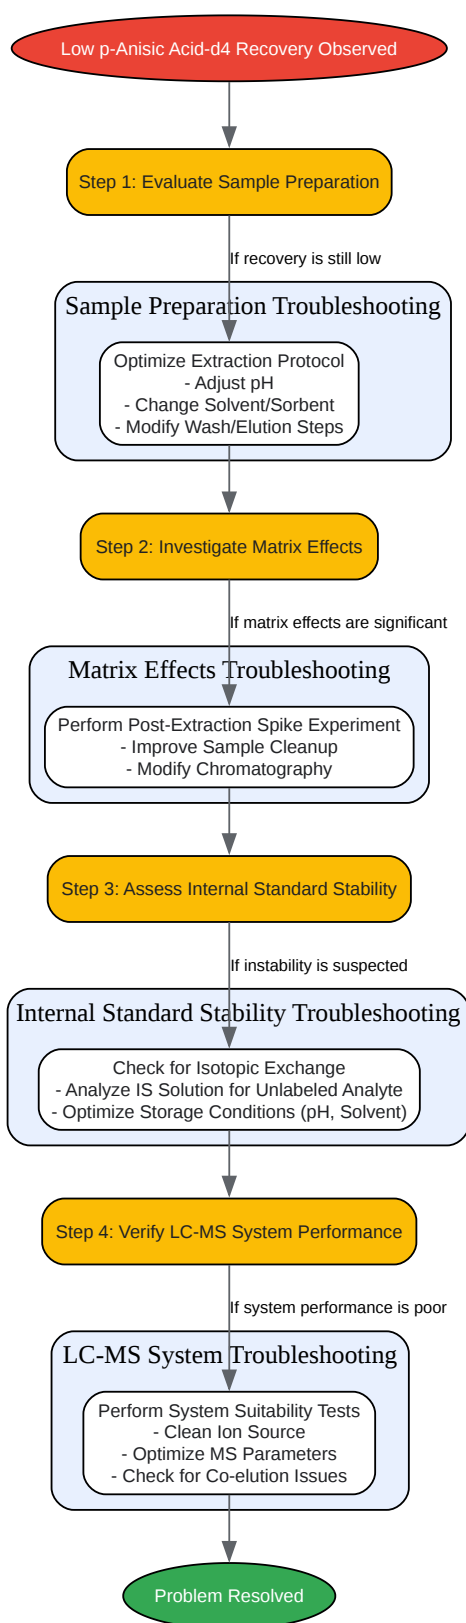 Low p-Anisic Acid-d4 Recovery Observed
Step 1: Evaluate Sample Preparation
If recovery is still low
Sample Preparation Troubleshooting
Optimize Extraction Protocol
- Adjust pH
- Change Solvent/Sorbent
- Modify Wash/Elution Steps
Step 2: Investigate Matrix Effects
If matrix effects are significant
Matrix Effects Troubleshooting
Perform Post-Extraction Spike Experiment
- Improve Sample Cleanup
- Modify Chromatography
Step 3: Assess Internal Standard Stability
If instability is suspected
Internal Standard Stability Troubleshooting
Check for Isotopic Exchange
- Analyze IS Solution for Unlabeled Analyte
- Optimize Storage Conditions (pH, Solvent)
Step 4: Verify LC-MS System Performance
If system performance is poor
LC-MS System Troubleshooting
Perform System Suitability Tests
- Clean Ion Source
- Optimize MS Parameters
- Check for Co-elution Issues
Problem Resolved